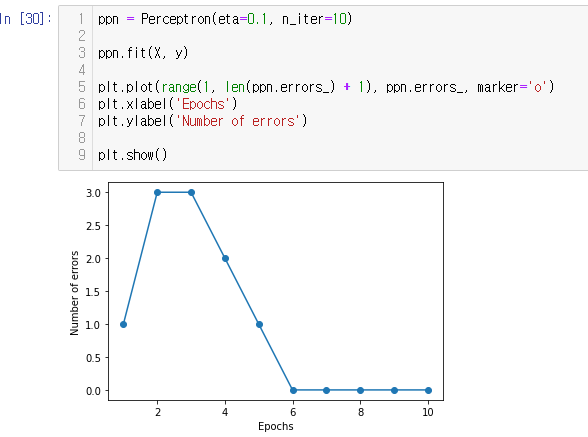 In [30]:
1 ppn = Perceptron(eta=0.1, n_iter=10)
2
3 ppn.fit(X, y)
4
5 plt.plot(range(1, len(ppn.errors_) + 1), ppn.errors_, marker='o')
6 plt.xlabel('Epochs')
7 plt.ylabel('Number of errors')
8
9 plt.show()
3.0
2.5
2.0
1.5
1.0
0.5
0.0
Number of errors
2 4 6 8 10
Epochs